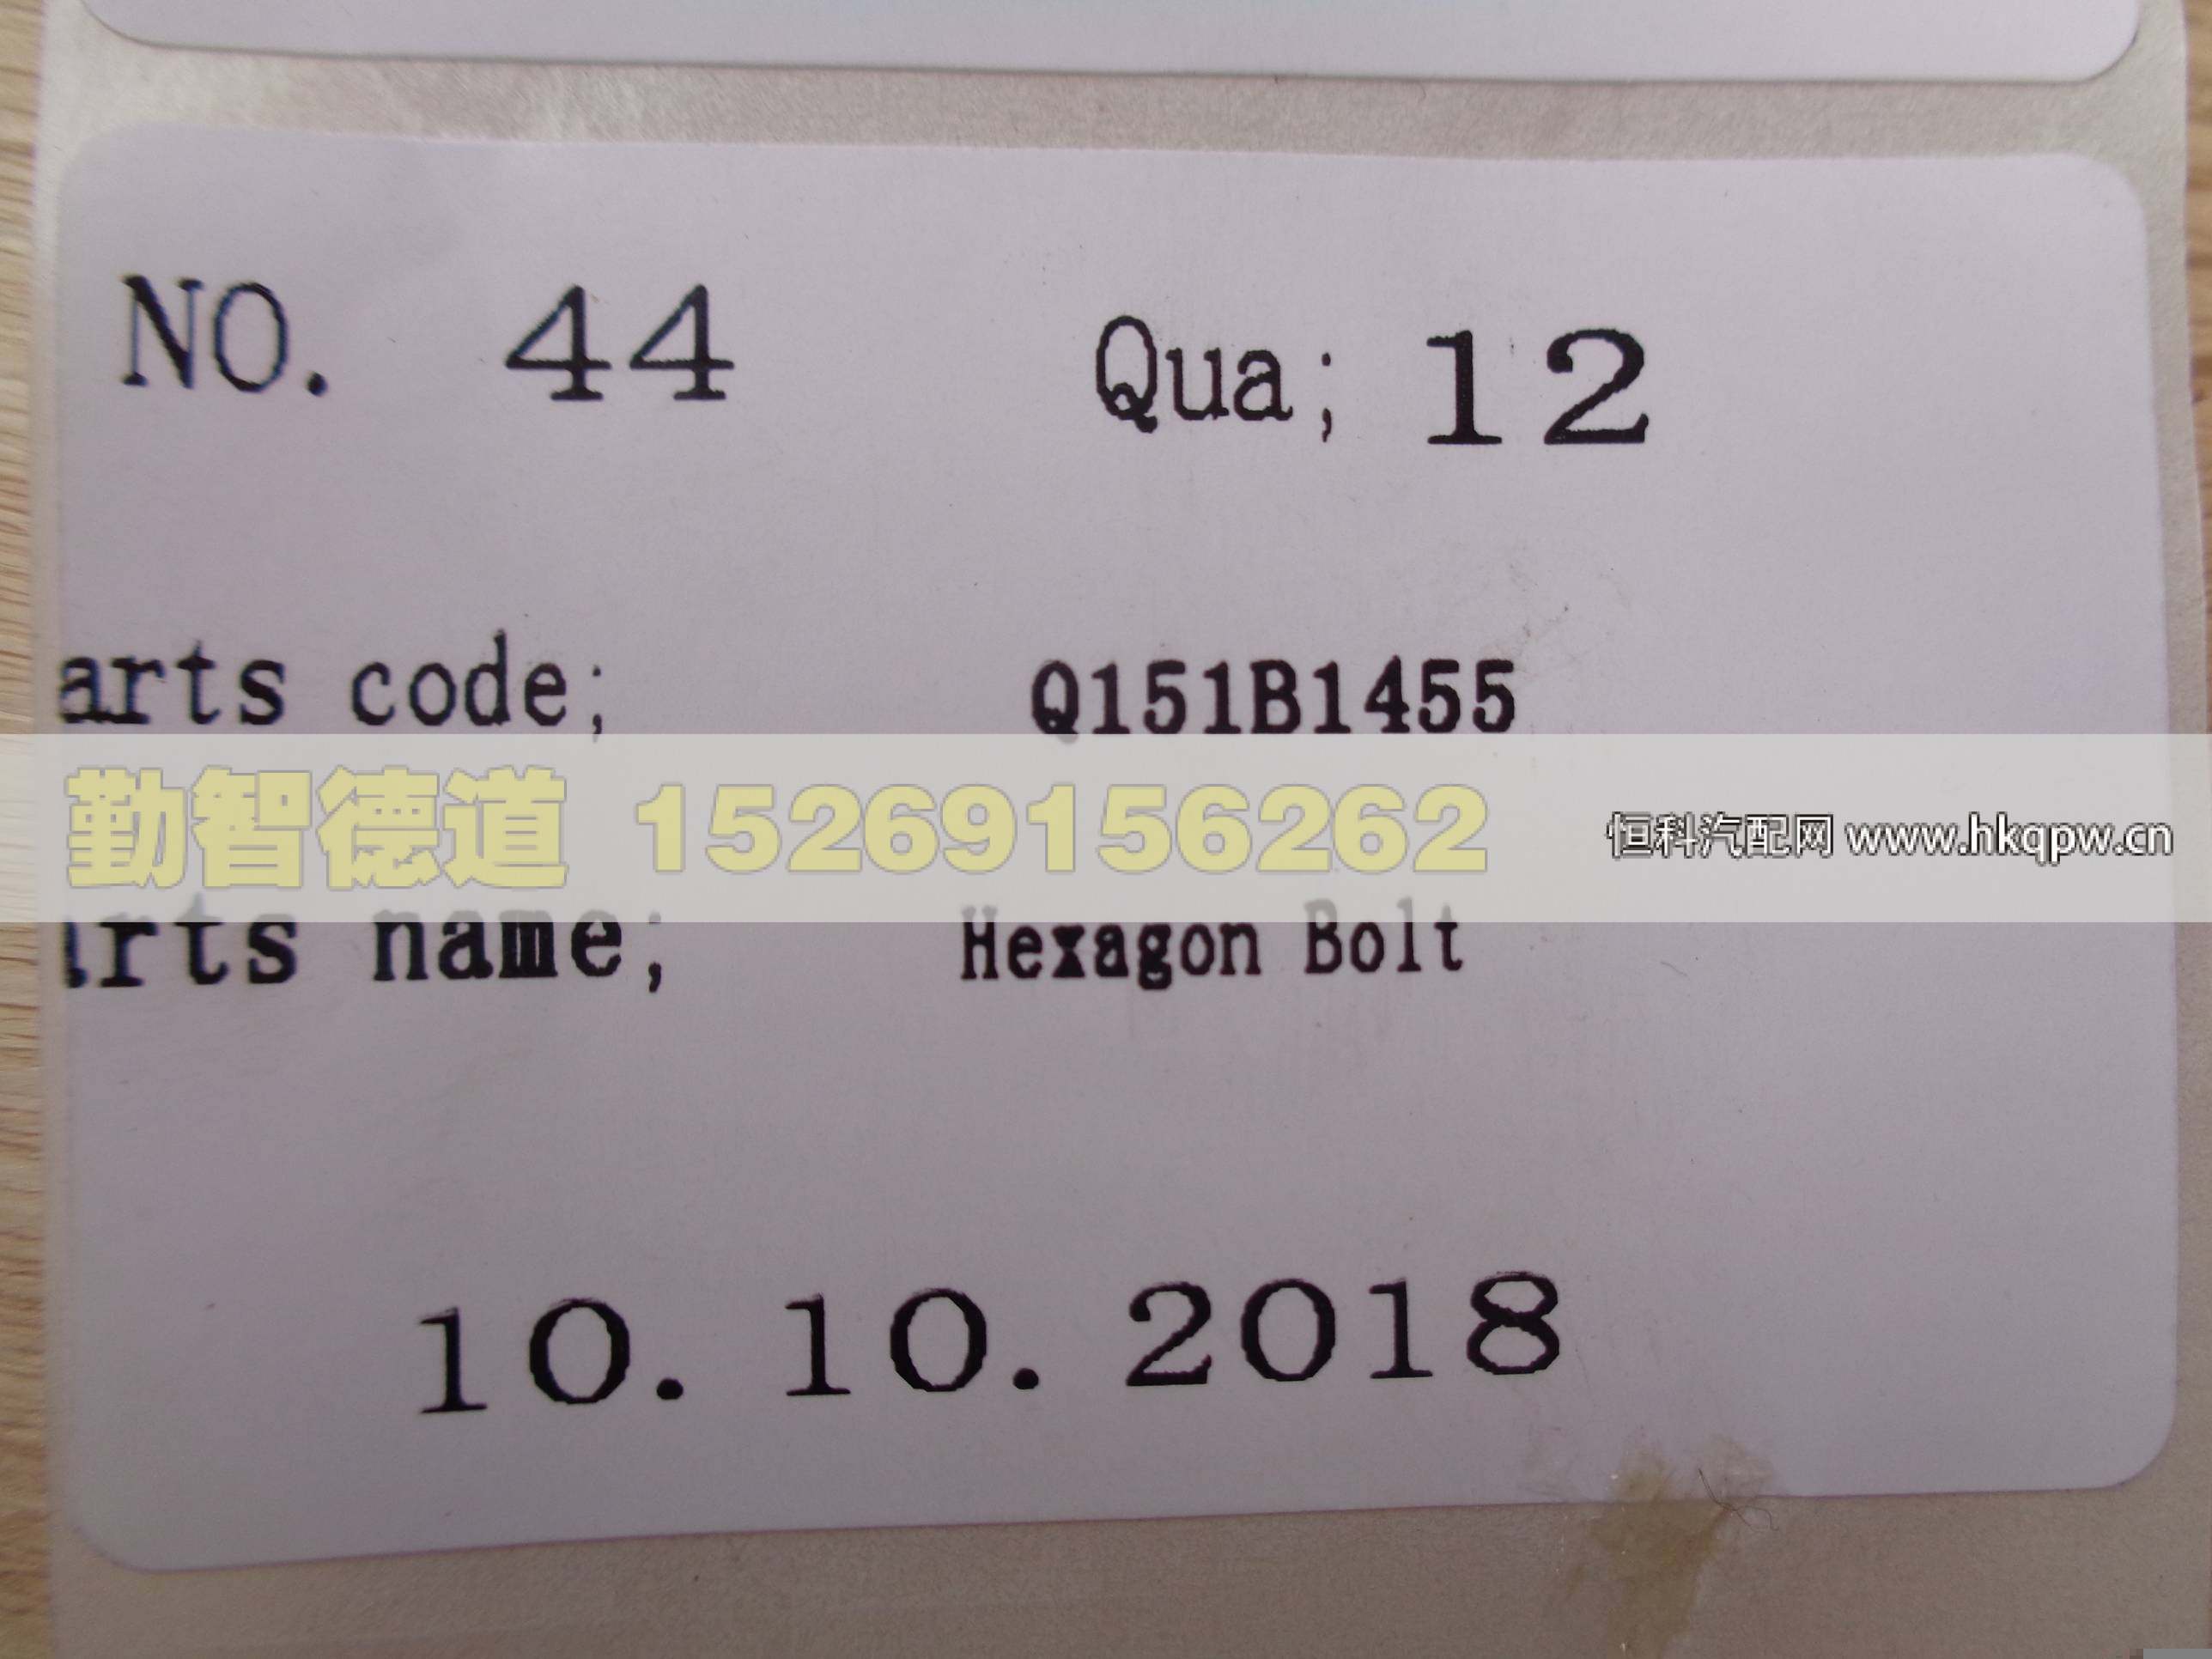 NO. 44 Qua; 12
arts code; Q151B1455
勤智德道 15269156262 恒科汽配网 www.hkqpw.cn
arts name; Hexagon Bolt
10. 10. 2018